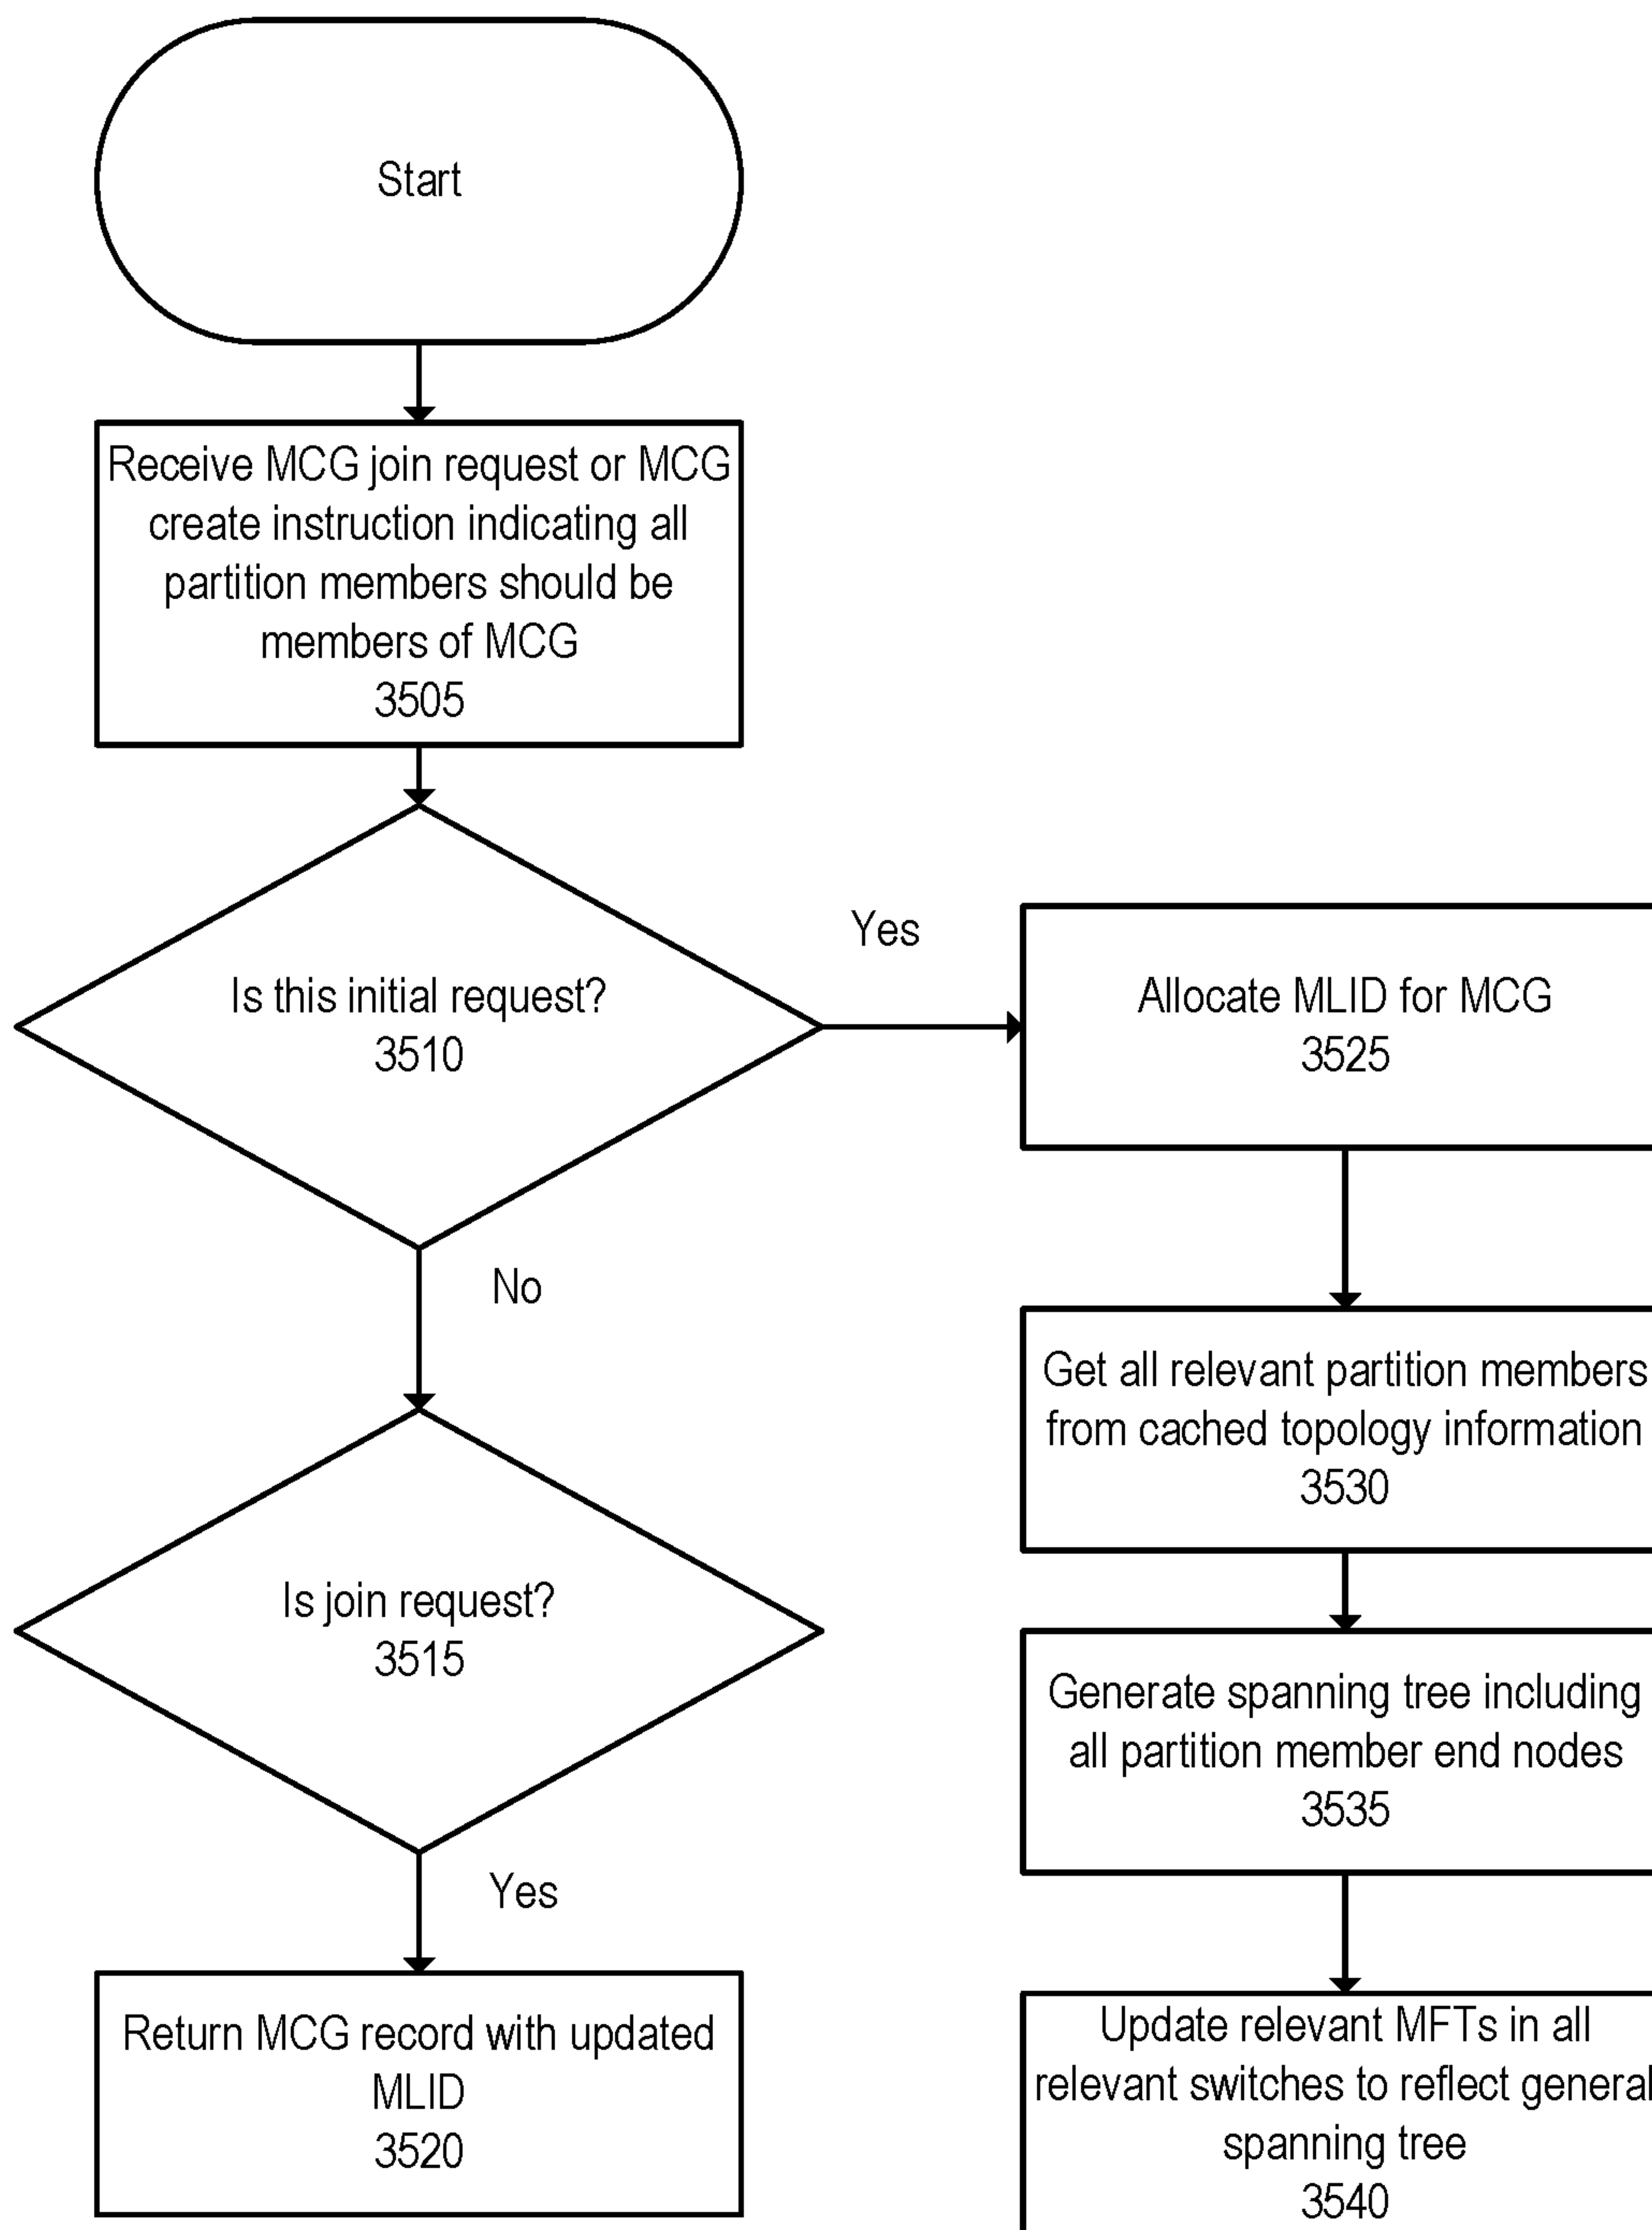 Start
Receive MCG join request or MCG
create instruction indicating all
partition members should be
members of MCG
3505
Is this initial request?
3510
Yes
No
Allocate MLID for MCG
3525
Get all relevant partition members
from cached topology information
3530
Generate spanning tree including
all partition member end nodes
3535
Update relevant MFTs in all
relevant switches to reflect general
spanning tree
3540
Is join request?
3515
Yes
Return MCG record with updated
MLID
3520